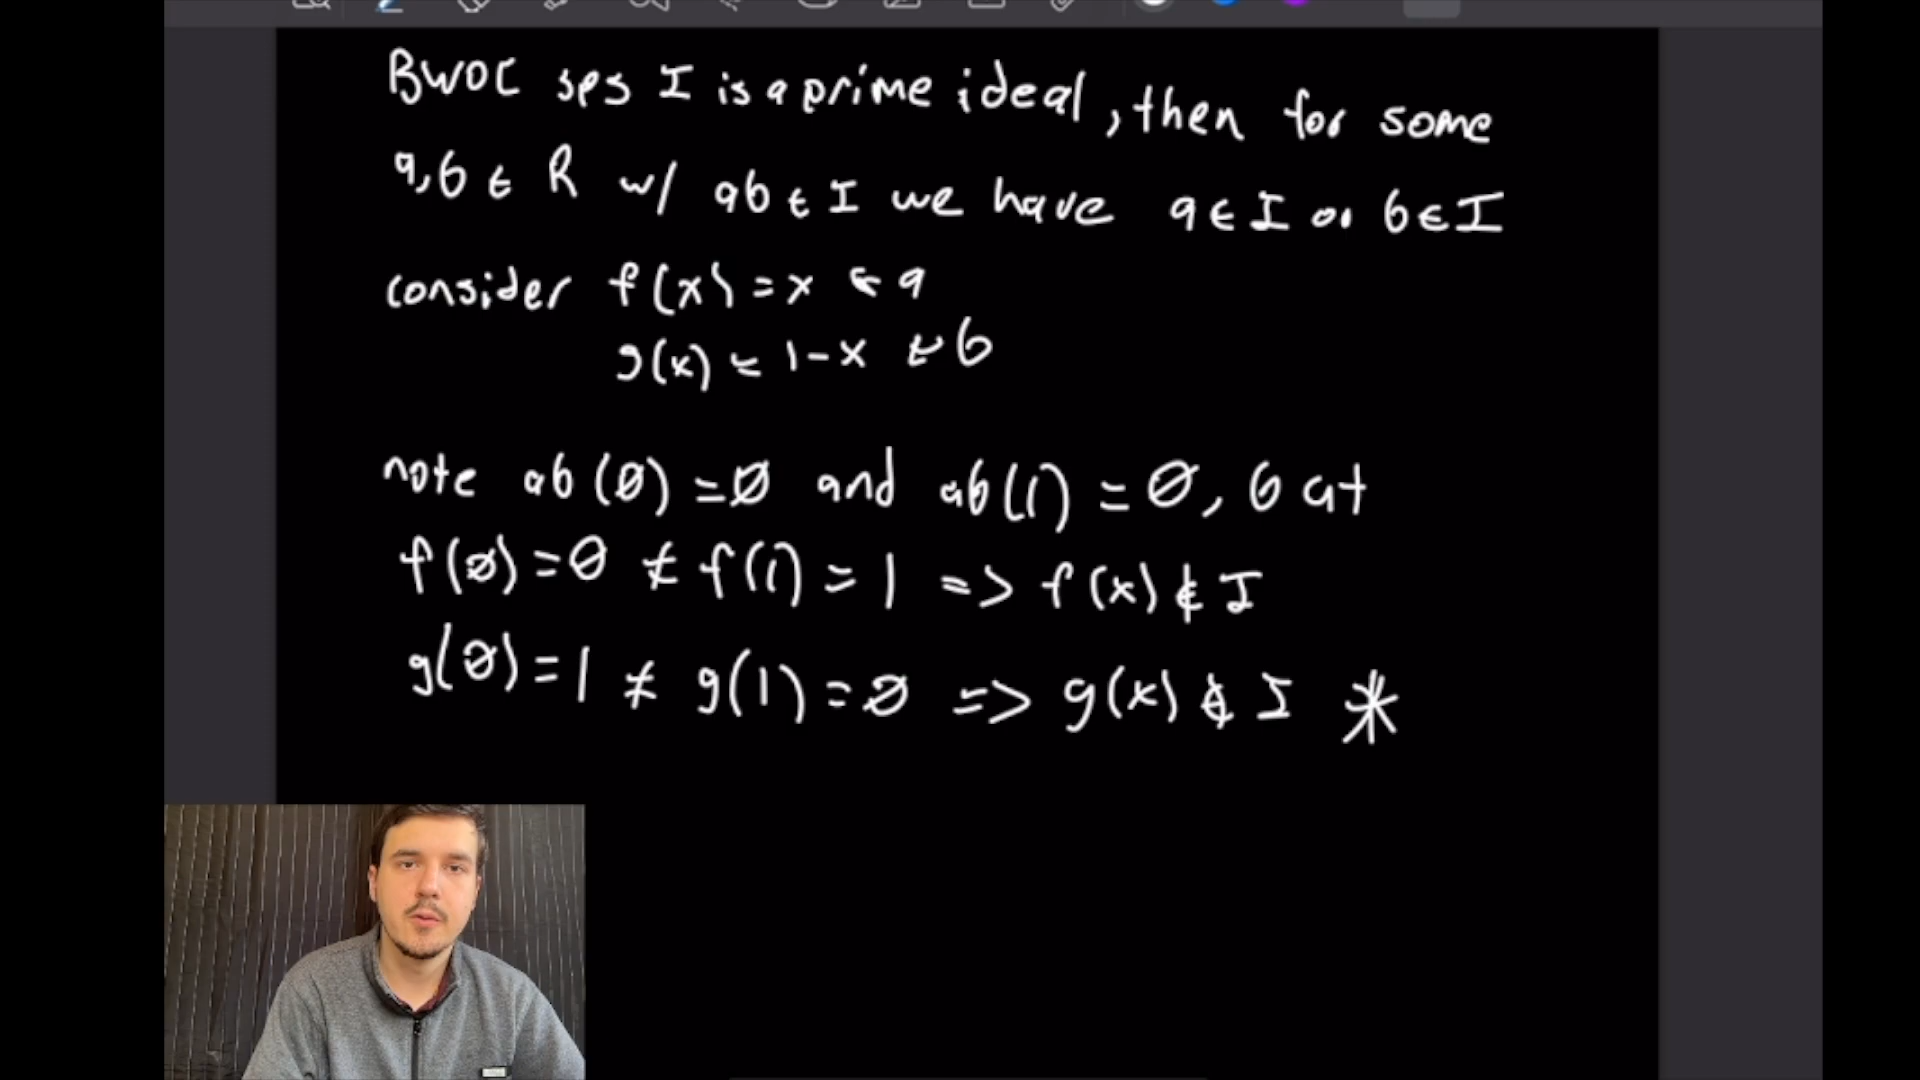 BWOC sps I is a prime ideal, then for some
a,b ∈ R w/ ab ∈ I we have a ∈ I or b ∈ I
consider f(x) = x ← a
g(x) = 1-x ← b
note ab(0) = 0 and ab(1) = 0, but
f(0) = 0 ≠ f(1) = 1 => f(x) ∉ I
g(0) = 1 ≠ g(1) = 0 => g(x) ∉ I *